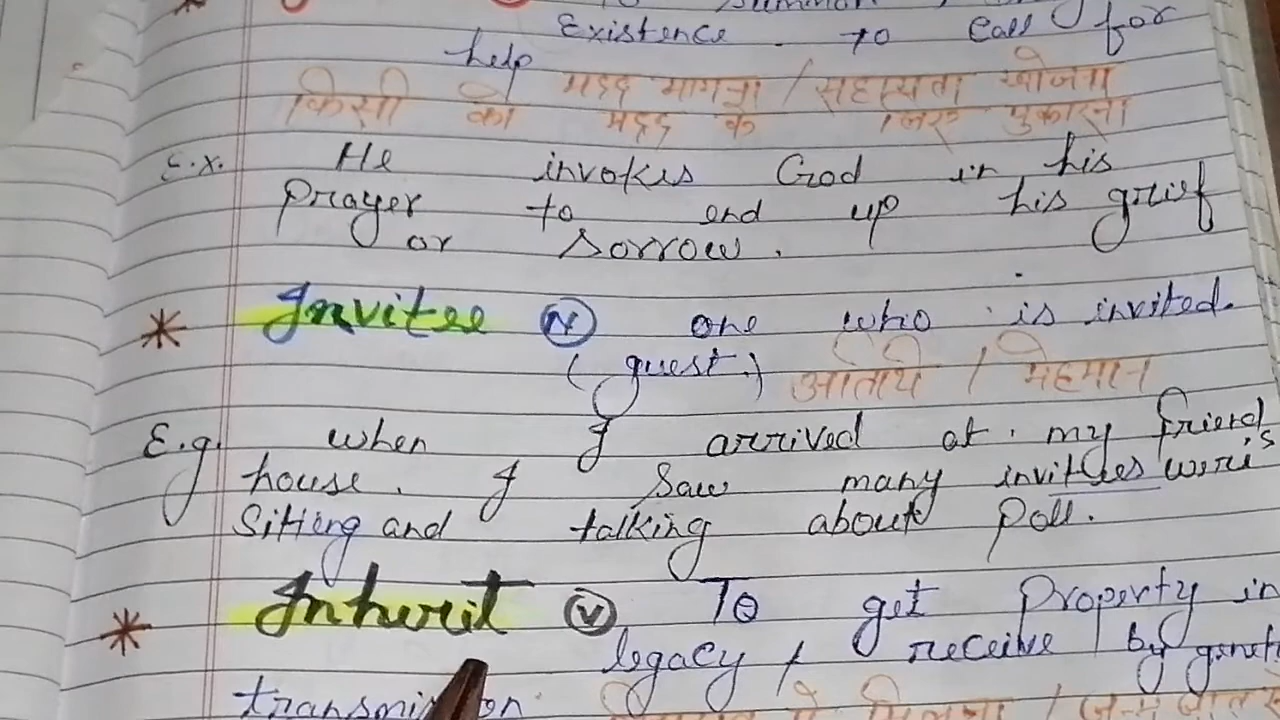 Existence. to call for
help
मदद मागना / सहायता खोजना
किसी को मदद के लिए पुकारना
E.x. He invokes God in his
Prayer to end up his grief
or sorrow.
* Invitee (N) one who is invited.
(guest.) अतिथि / मेहमान
E.g. when I arrived at my friend's
house. I saw many invitees were
Sitting and talking about Poll.
* Inherit (V) To get Property in
legacy / receive by